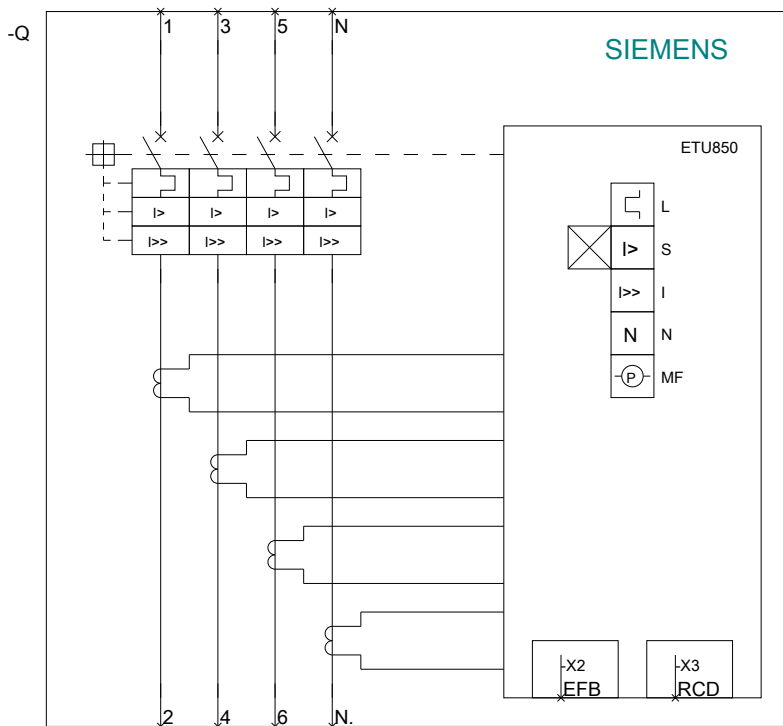 -Q
1 3 5 N
SIEMENS
ETU850
I> I> I> I>
I>> I>> I>> I>>
L
I> S
I>> I
N N
P MF
-X2 -X3
EFB RCD
2 4 6 N.